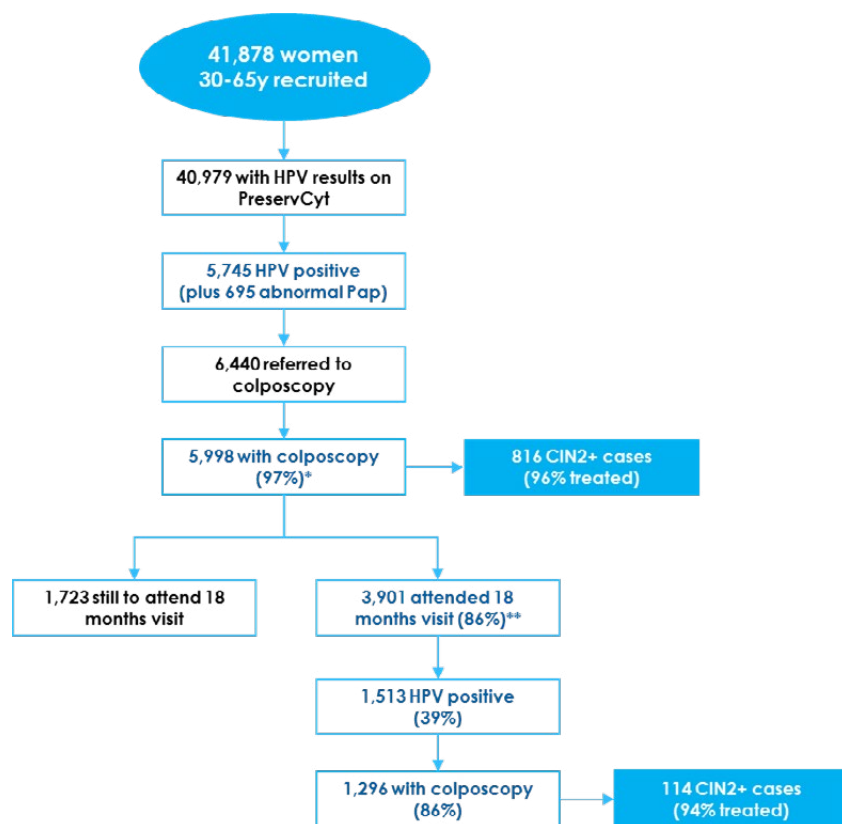 41,878 women
30-65y recruited
40,979 with HPV results on
PreservCyt
5,745 HPV positive
(plus 695 abnormal Pap)
6,440 referred to
colposcopy
5,998 with colposcopy
(97%)*
816 CIN2+ cases
(96% treated)
1,723 still to attend 18
months visit
3,901 attended 18
months visit (86%)**
1,513 HPV positive
(39%)
1,296 with colposcopy
(86%)
114 CIN2+ cases
(94% treated)